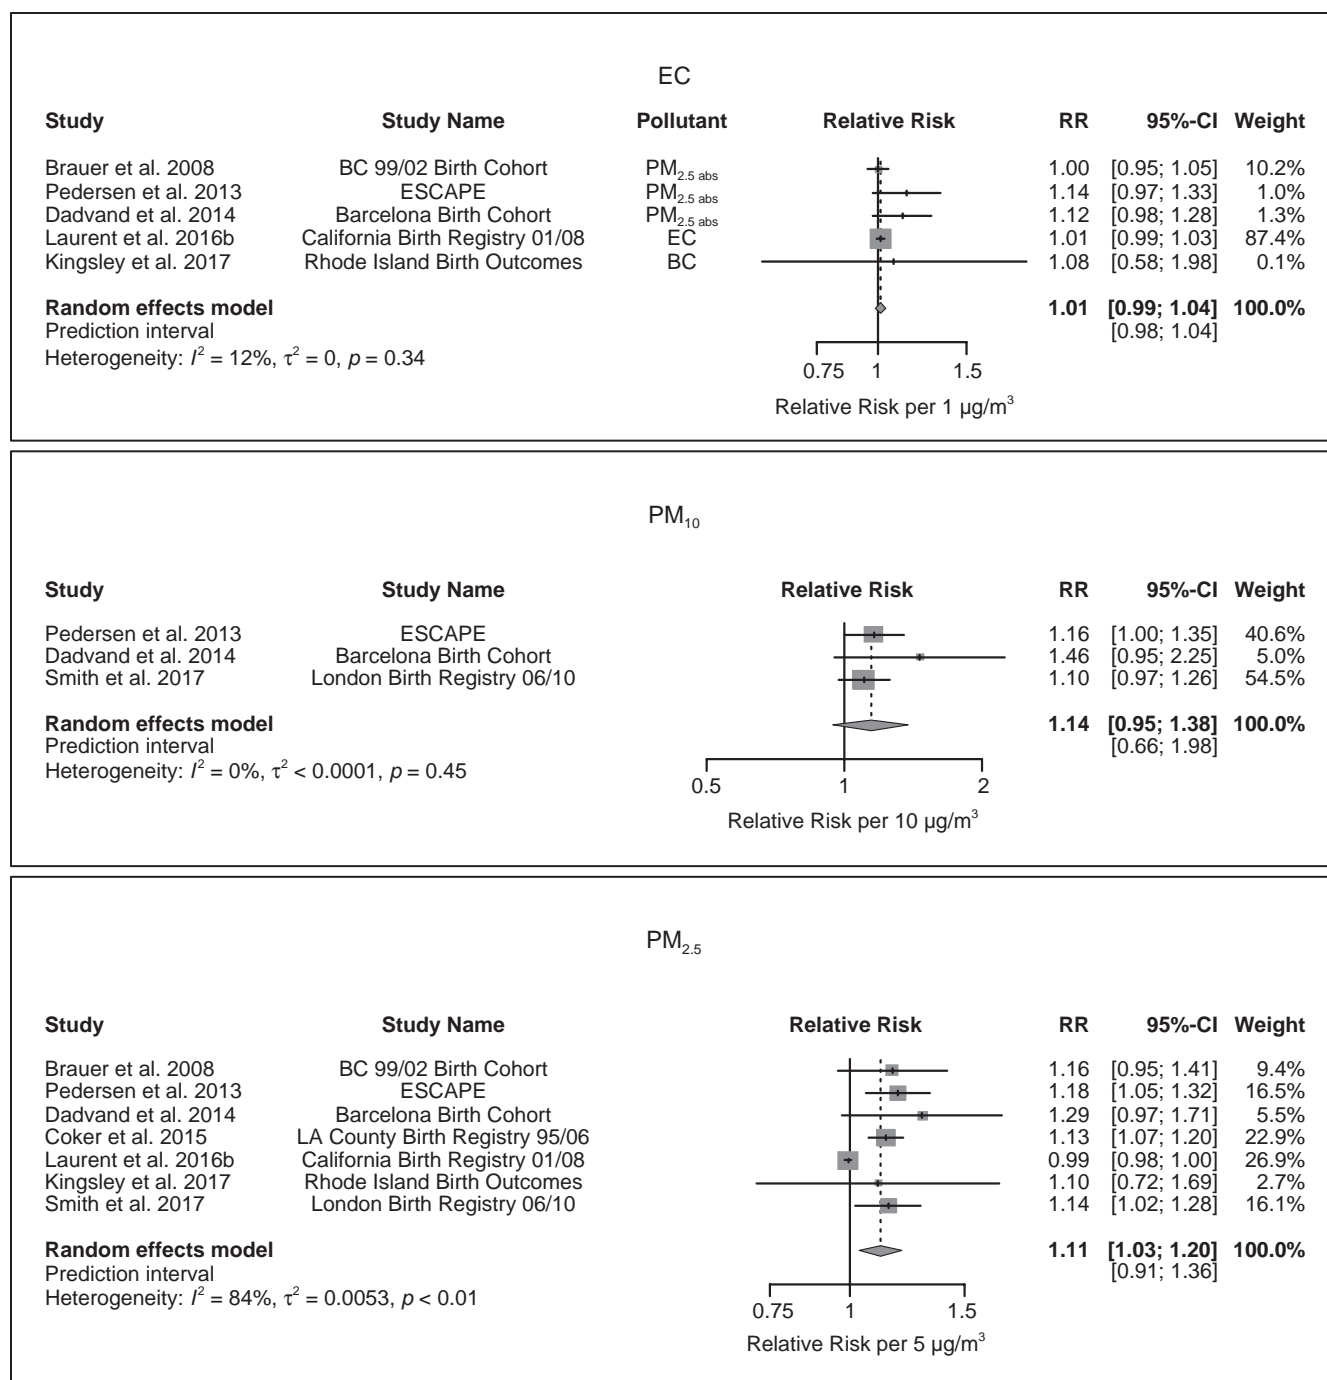 EC
Study Study Name Pollutant Relative Risk RR 95%-CI Weight
Brauer et al. 2008 BC 99/02 Birth Cohort PM2.5 abs 1.00 [0.95; 1.05] 10.2%
Pedersen et al. 2013 ESCAPE PM2.5 abs 1.14 [0.97; 1.33] 1.0%
Dadvand et al. 2014 Barcelona Birth Cohort PM2.5 abs 1.12 [0.98; 1.28] 1.3%
Laurent et al. 2016b California Birth Registry 01/08 EC 1.01 [0.99; 1.03] 87.4%
Kingsley et al. 2017 Rhode Island Birth Outcomes BC 1.08 [0.58; 1.98] 0.1%
Random effects model 1.01 [0.99; 1.04] 100.0%
Prediction interval [0.98; 1.04]
Heterogeneity: I² = 12%, τ² = 0, p = 0.34
0.75 1 1.5
Relative Risk per 1 µg/m³
PM10
Study Study Name Relative Risk RR 95%-CI Weight
Pedersen et al. 2013 ESCAPE 1.16 [1.00; 1.35] 40.6%
Dadvand et al. 2014 Barcelona Birth Cohort 1.46 [0.95; 2.25] 5.0%
Smith et al. 2017 London Birth Registry 06/10 1.10 [0.97; 1.26] 54.5%
Random effects model 1.14 [0.95; 1.38] 100.0%
Prediction interval [0.66; 1.98]
Heterogeneity: I² = 0%, τ² < 0.0001, p = 0.45
0.5 1 2
Relative Risk per 10 µg/m³
PM2.5
Study Study Name Relative Risk RR 95%-CI Weight
Brauer et al. 2008 BC 99/02 Birth Cohort 1.16 [0.95; 1.41] 9.4%
Pedersen et al. 2013 ESCAPE 1.18 [1.05; 1.32] 16.5%
Dadvand et al. 2014 Barcelona Birth Cohort 1.29 [0.97; 1.71] 5.5%
Coker et al. 2015 LA County Birth Registry 95/06 1.13 [1.07; 1.20] 22.9%
Laurent et al. 2016b California Birth Registry 01/08 0.99 [0.98; 1.00] 26.9%
Kingsley et al. 2017 Rhode Island Birth Outcomes 1.10 [0.72; 1.69] 2.7%
Smith et al. 2017 London Birth Registry 06/10 1.14 [1.02; 1.28] 16.1%
Random effects model 1.11 [1.03; 1.20] 100.0%
Prediction interval [0.91; 1.36]
Heterogeneity: I² = 84%, τ² = 0.0053, p < 0.01
0.75 1 1.5
Relative Risk per 5 µg/m³